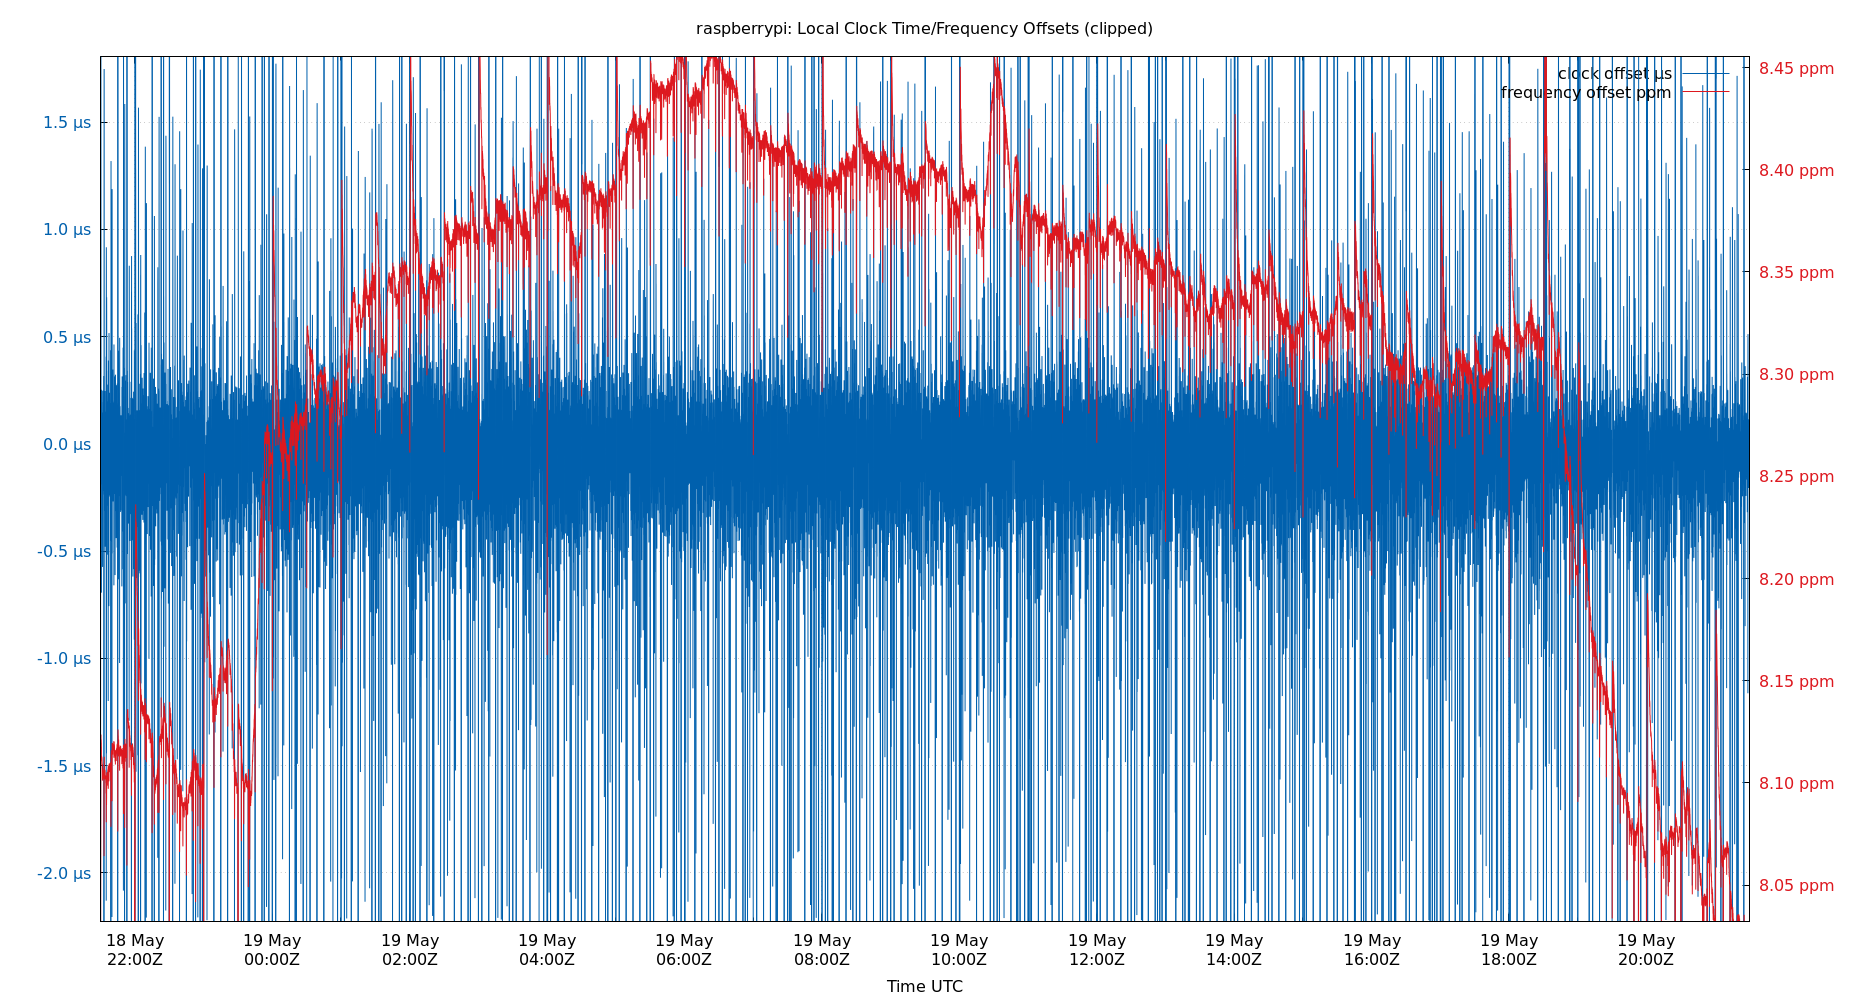 raspberrypi: Local Clock Time/Frequency Offsets (clipped)
clock offset µs
frequency offset ppm
1.5 µs
1.0 µs
0.5 µs
0.0 µs
-0.5 µs
-1.0 µs
-1.5 µs
-2.0 µs
8.45 ppm
8.40 ppm
8.35 ppm
8.30 ppm
8.25 ppm
8.20 ppm
8.15 ppm
8.10 ppm
8.05 ppm
18 May 19 May 19 May 19 May 19 May 19 May 19 May 19 May 19 May 19 May 19 May 19 May
22:00Z 00:00Z 02:00Z 04:00Z 06:00Z 08:00Z 10:00Z 12:00Z 14:00Z 16:00Z 18:00Z 20:00Z
Time UTC